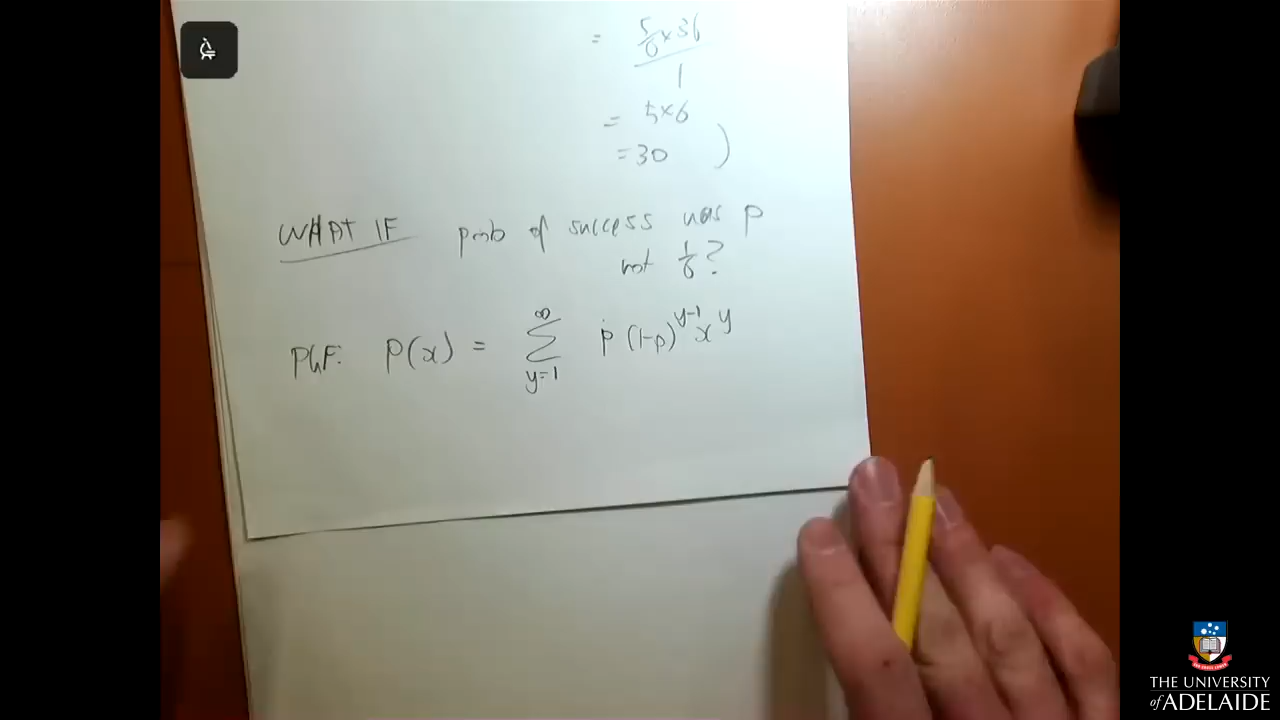 = 5/6 × 36 / 1
= 5×6
= 30 )
WHAT IF prob of success was p
not 1/6?
PGF: P(x) = ∑_{y=1}^{∞} p (1-p)^{y-1} x^y
THE UNIVERSITY
of ADELAIDE